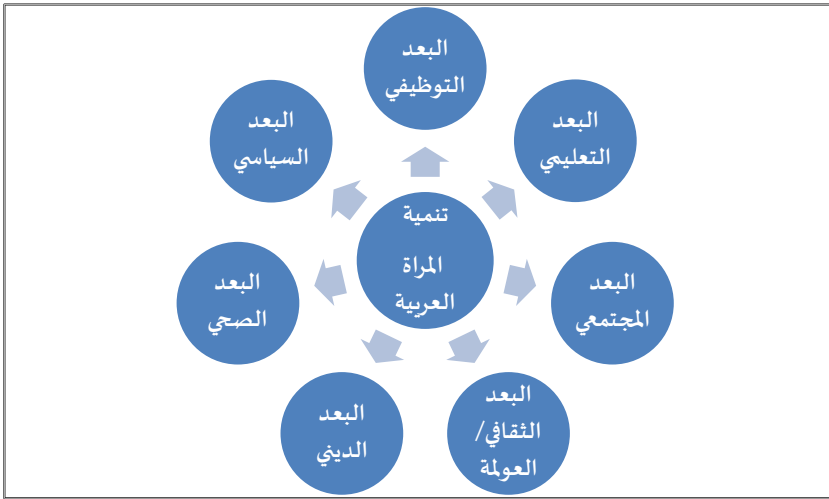 البعد
التوظيفي
البعد
التعليمي
البعد
المجتمعي
البعد
الثقافي/
العولمة
البعد
الديني
البعد
الصحي
البعد
السياسي
تنمية
المراة
العربية